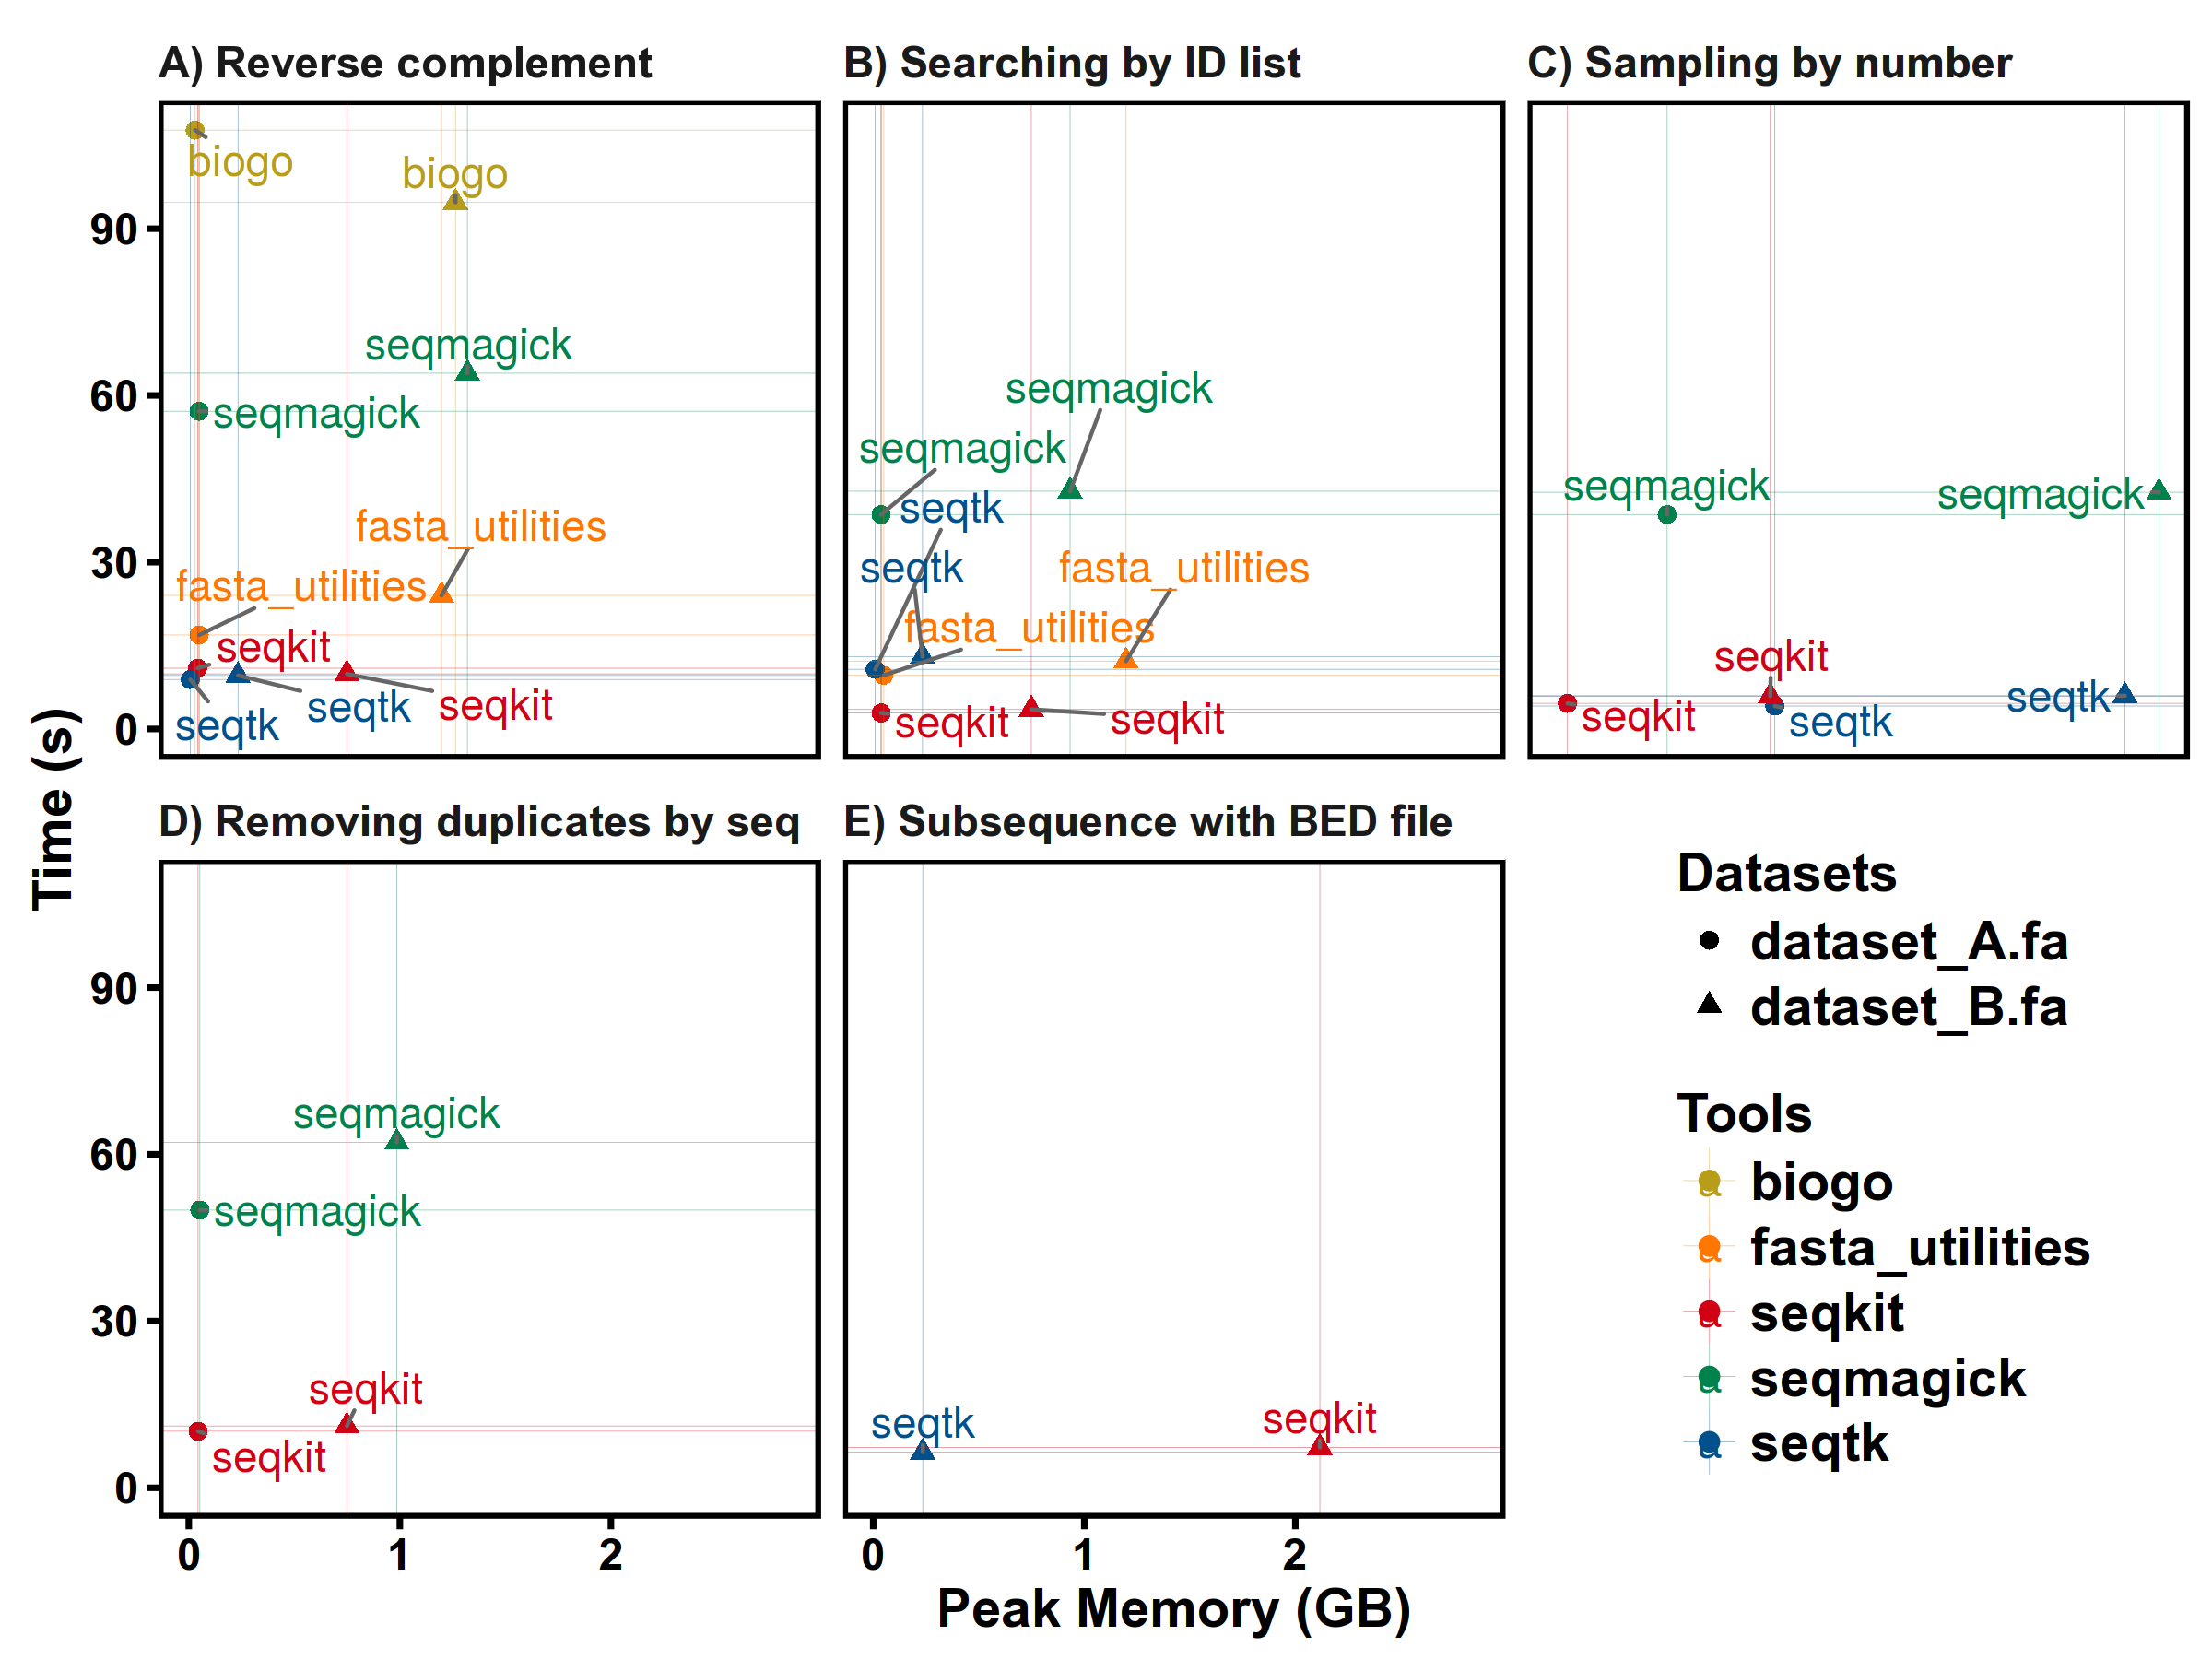 A) Reverse complement
B) Searching by ID list
C) Sampling by number
biogo
biogo
seqmagick
seqmagick
fasta_utilities
fasta_utilities
seqkit
seqtk
seqtk
seqkit
90
60
30
0
seqmagick
seqmagick
seqtk
seqtk
fasta_utilities
fasta_utilities
seqkit
seqkit
seqmagick
seqmagick
seqkit
seqkit
seqtk
seqtk
Time (s)
D) Removing duplicates by seq
E) Subsequence with BED file
90
60
30
0
seqmagick
seqmagick
seqkit
seqkit
0
1
2
seqtk
seqkit
0
1
2
Peak Memory (GB)
Datasets
dataset_A.fa
dataset_B.fa
Tools
a biogo
a fasta_utilities
a seqkit
a seqmagick
a seqtk